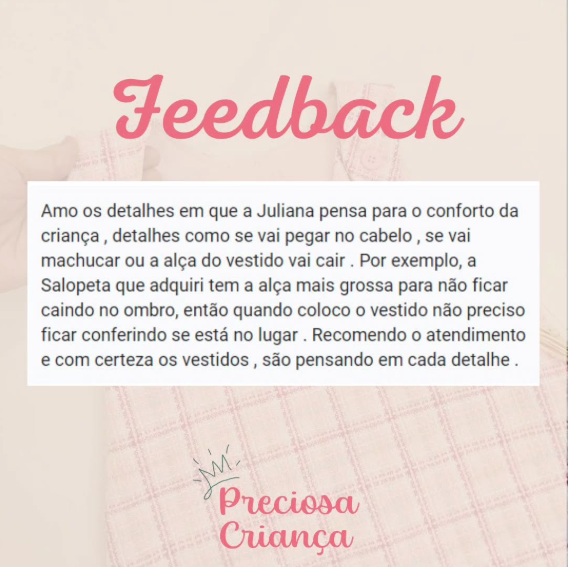 Feedback
Amo os detalhes em que a Juliana pensa para o conforto da
criança , detalhes como se vai pegar no cabelo , se vai
machucar ou a alça do vestido vai cair . Por exemplo, a
Salopeta que adquiri tem a alça mais grossa para não ficar
caindo no ombro, então quando coloco o vestido não preciso
ficar conferindo se está no lugar . Recomendo o atendimento
e com certeza os vestidos , são pensando em cada detalhe .
Preciosa
Criança